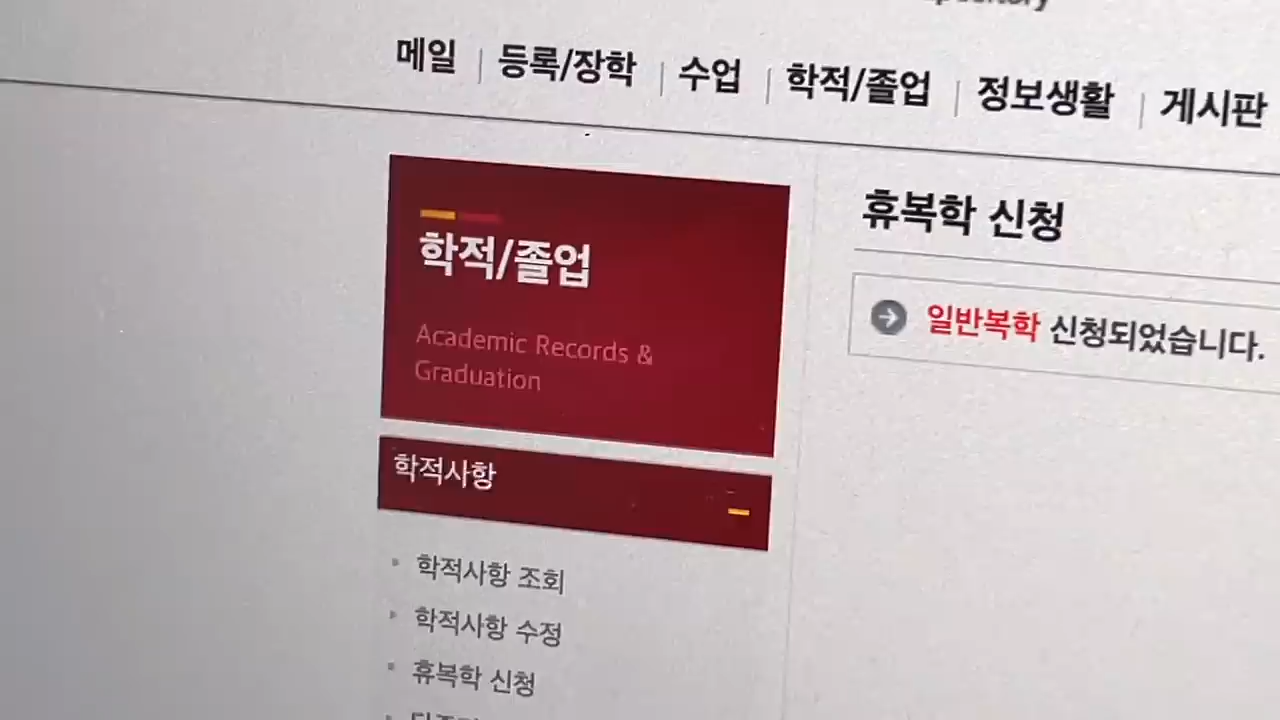 메일 | 등록/장학 | 수업 | 학적/졸업 | 정보생활 | 게시판
학적/졸업
Academic Records &
Graduation
학적사항
학적사항 조회
학적사항 수정
휴복학 신청
휴복학 신청
일반복학 신청되었습니다.